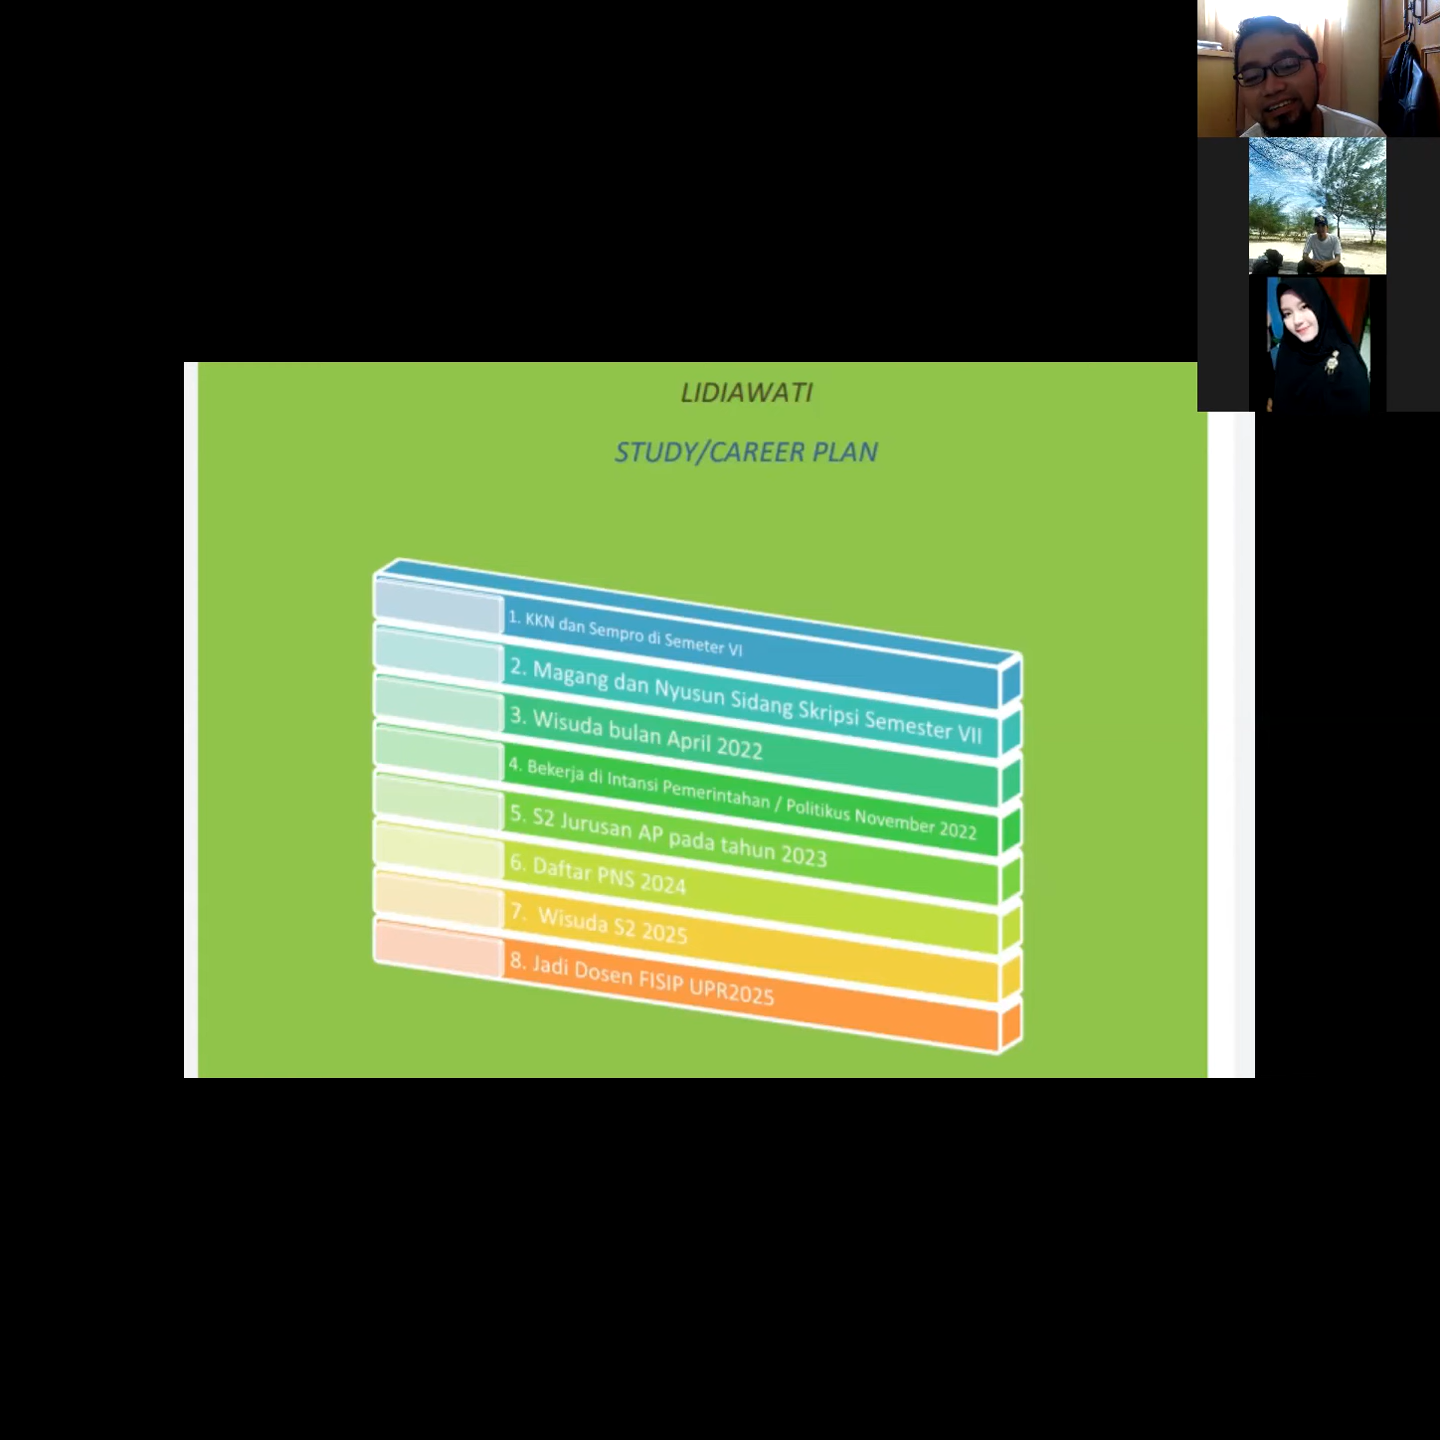 LIDIAWATI
STUDY/CAREER PLAN
1. KKN dan Sempro di Semeter VI
2. Magang dan Nyusun Sidang Skripsi Semester VII
3. Wisuda bulan April 2022
4. Bekerja di Intansi Pemerintahan / Politikus November 2022
5. S2 Jurusan AP pada tahun 2023
6. Daftar PNS 2024
7. Wisuda S2 2025
8. Jadi Dosen FISIP UPR2025